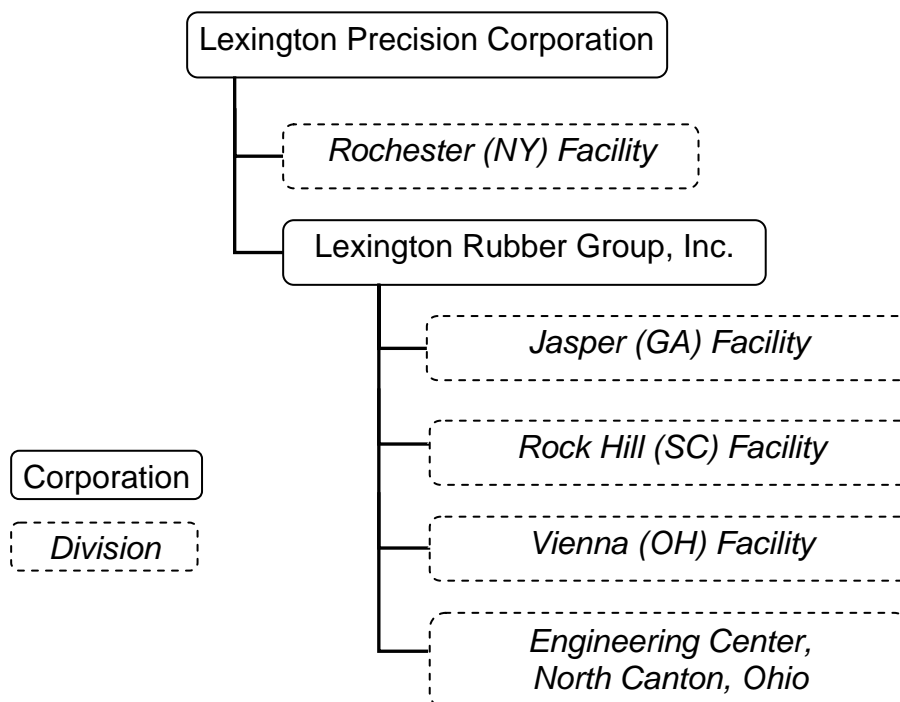 Lexington Precision Corporation
Rochester (NY) Facility
Lexington Rubber Group, Inc.
Jasper (GA) Facility
Rock Hill (SC) Facility
Corporation
Vienna (OH) Facility
Division
Engineering Center,
North Canton, Ohio